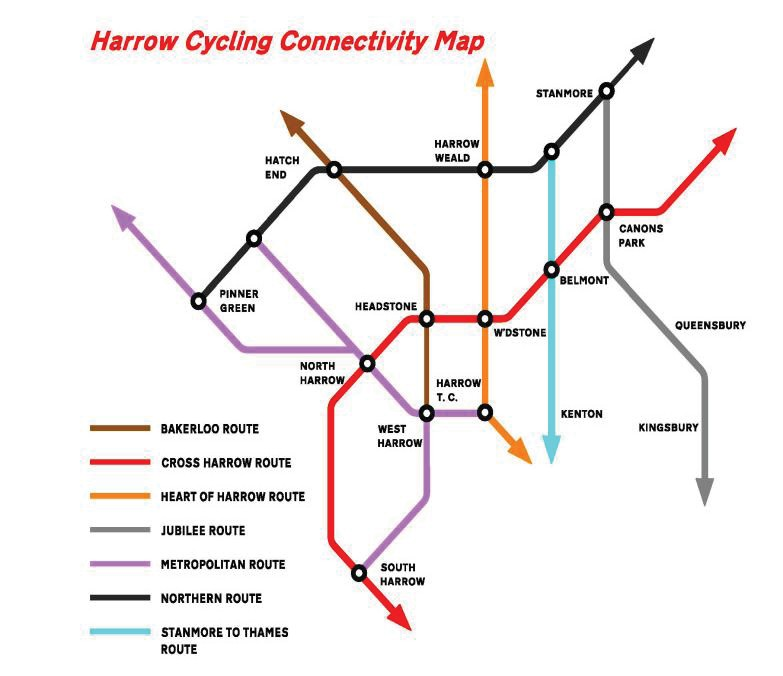 Harrow Cycling Connectivity Map
STANMORE
HARROW
WEALD
HATCH
END
CANONS
PARK
BELMONT
PINNER
GREEN
HEADSTONE
W'DSTONE
QUEENSBURY
NORTH
HARROW
HARROW
T. C.
WEST
HARROW
KENTON
KINGSBURY
SOUTH
HARROW
BAKERLOO ROUTE
CROSS HARROW ROUTE
HEART OF HARROW ROUTE
JUBILEE ROUTE
METROPOLITAN ROUTE
NORTHERN ROUTE
STANMORE TO THAMES
ROUTE